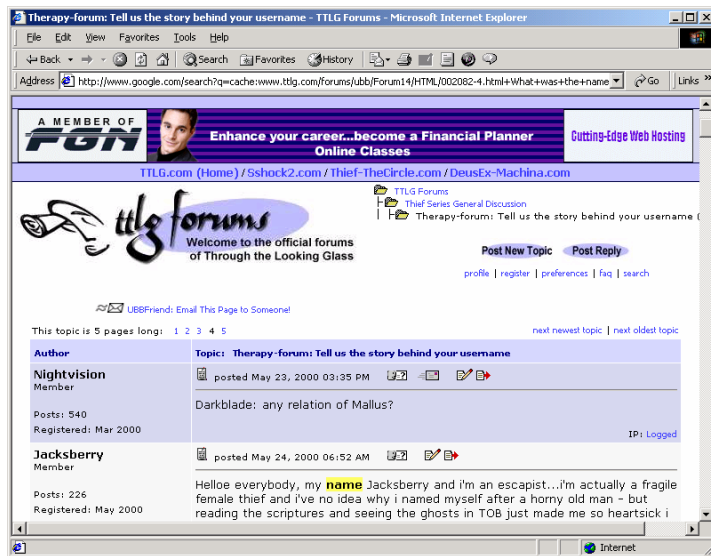 Therapy-forum: Tell us the story behind your username - TTLG Forums - Microsoft Internet Explorer
File Edit View Favorites Tools Help
Back Search Favorites History
Address http://www.google.com/search?q=cache:www.ttlg.com/forums/ubb/Forum14/HTML/002082-4.html+What+was+the+name Go Links »
A MEMBER OF
FGN
Enhance your career...become a Financial Planner
Online Classes
Cutting-Edge Web Hosting
TTLG.com (Home) / Sshock2.com / Thief-TheCircle.com / DeusEx-Machina.com
TTLG Forums
Thief Series General Discussion
Therapy-forum: Tell us the story behind your username (
ttlg forums
Welcome to the official forums
of Through the Looking Glass
Post New Topic Post Reply
profile | register | preferences | faq | search
UBBFriend: Email This Page to Someone!
This topic is 5 pages long: 1 2 3 4 5
next newest topic | next oldest topic
Author Topic: Therapy-forum: Tell us the story behind your username
Nightvision
Member
Posts: 540
Registered: Mar 2000
posted May 23, 2000 03:35 PM
Darkblade: any relation of Mallus?
IP: Logged
Jacksberry
Member
Posts: 226
Registered: May 2000
posted May 24, 2000 06:52 AM
Helloe everybody, my name Jacksberry and i'm an escapist...i'm actually a fragile
female thief and i've no idea why i named myself after a horny old man - but
reading the scriptures and seeing the ghosts in TOB just made me so heartsick i
Internet